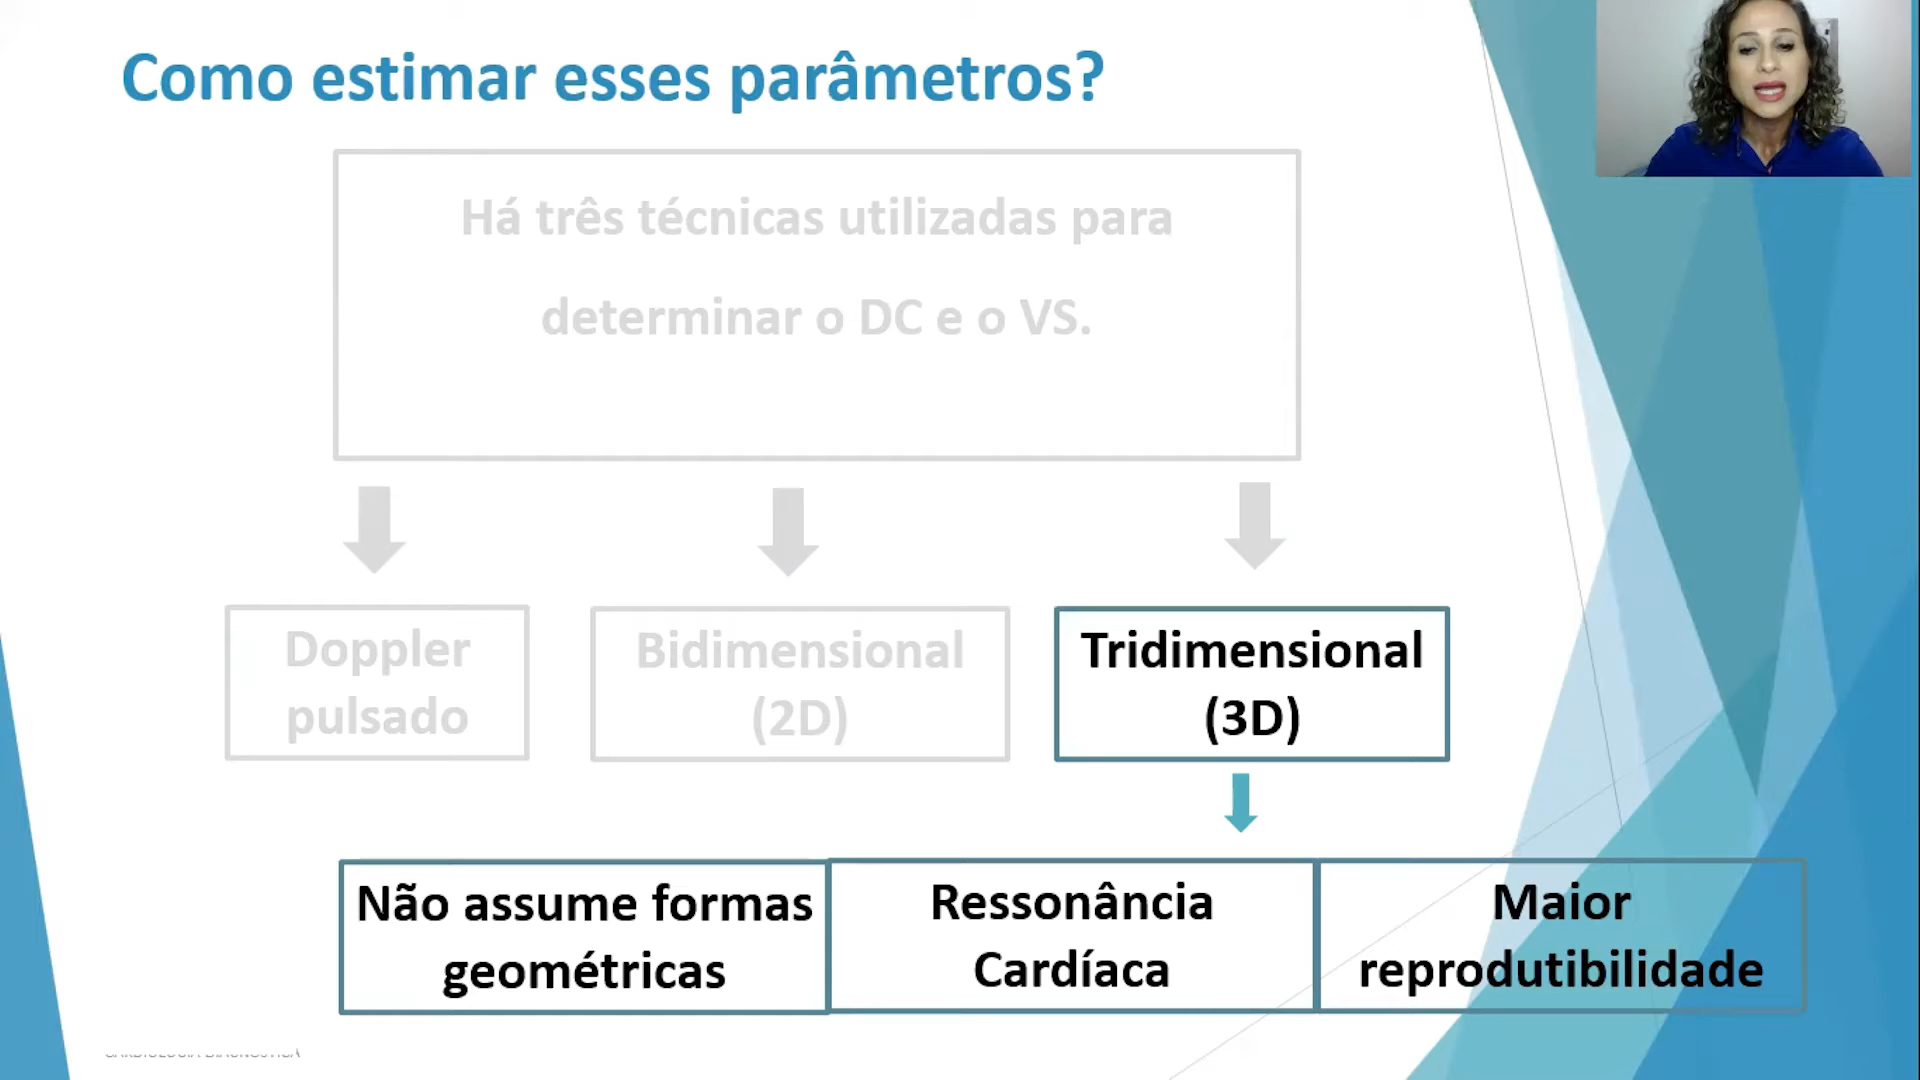 Como estimar esses parâmetros?
Há três técnicas utilizadas para
determinar o DC e o VS.
Doppler
pulsado
Bidimensional
(2D)
Tridimensional
(3D)
Não assume formas
geométricas
Ressonância
Cardíaca
Maior
reprodutibilidade